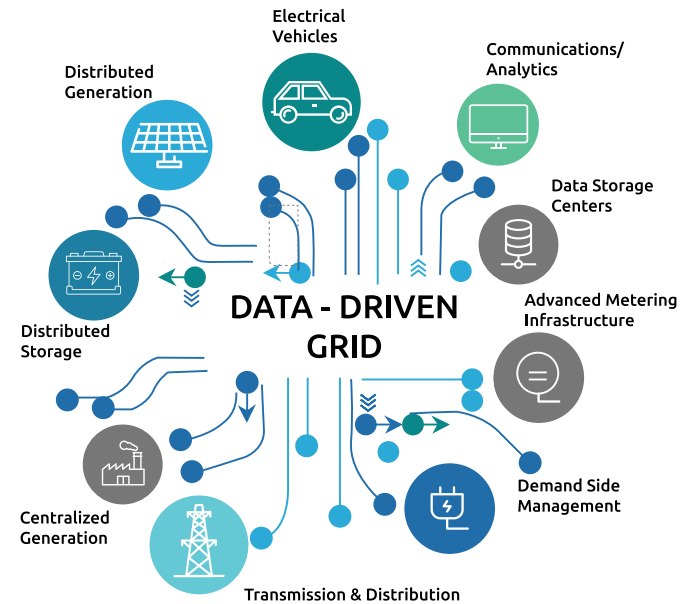 Electrical
Vehicles
Communications/
Analytics
Distributed
Generation
Data Storage
Centers
DATA - DRIVEN
GRID
Advanced Metering
Infrastructure
Distributed
Storage
Demand Side
Management
Centralized
Generation
Transmission & Distribution